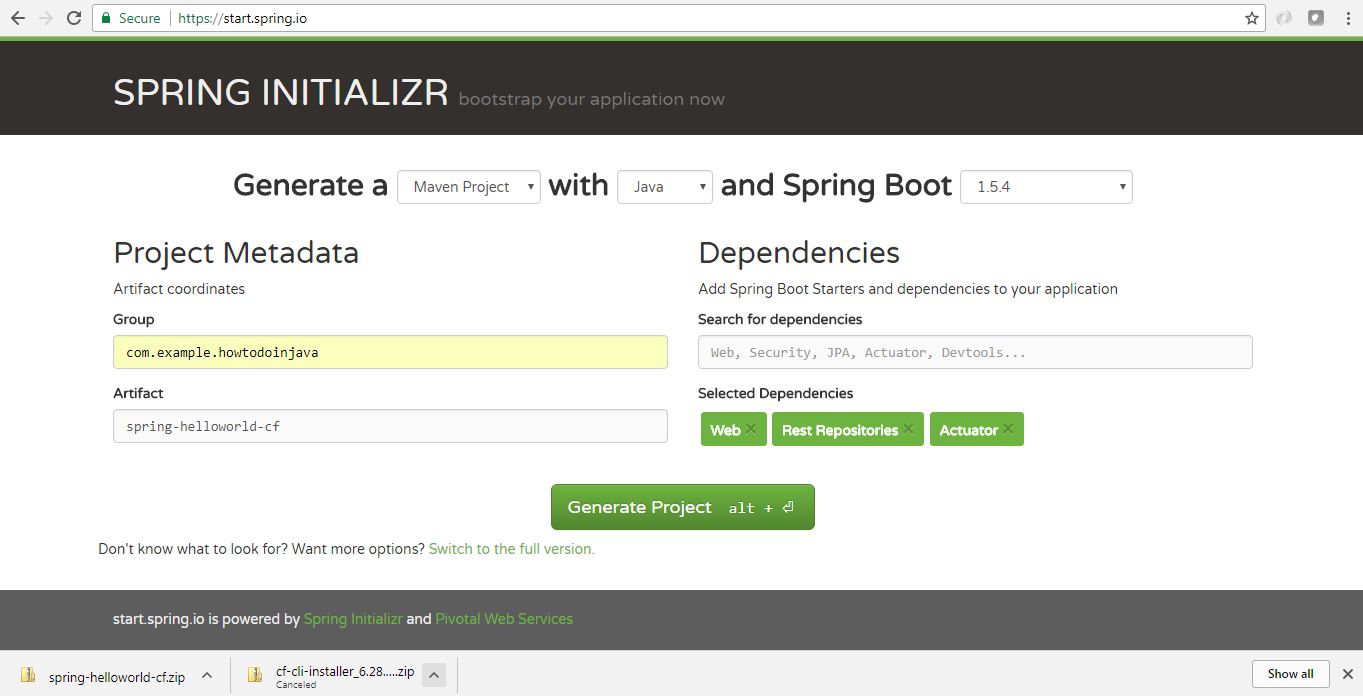 Secure https://start.spring.io
SPRING INITIALIZR bootstrap your application now
Generate a Maven Project with Java and Spring Boot 1.5.4
Project Metadata
Artifact coordinates
Group
com.example.howtodoinjava
Artifact
spring-helloworld-cf
Dependencies
Add Spring Boot Starters and dependencies to your application
Search for dependencies
Web, Security, JPA, Actuator, Devtools...
Selected Dependencies
Web × Rest Repositories × Actuator ×
Generate Project alt + ⏎
Don't know what to look for? Want more options? Switch to the full version.
start.spring.io is powered by Spring Initializr and Pivotal Web Services
spring-helloworld-cf.zip
cf-cli-installer_6.28.....zip
Canceled
Show all